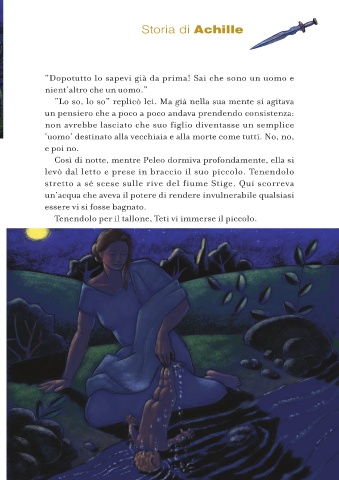 Storia di Achille
"Dopotutto lo sapevi già da prima! Sai che sono un uomo e
nient'altro che un uomo."
"Lo so, lo so" replicò lei. Ma già nella sua mente si agitava
un pensiero che a poco a poco andava prendendo consistenza:
non avrebbe lasciato che suo figlio diventasse un semplice
'uomo' destinato alla vecchiaia e alla morte come tutti. No, no,
e poi no.
Così di notte, mentre Peleo dormiva profondamente, ella si
levò dal letto e prese in braccio il suo piccolo. Tenendolo
stretto a sé scese sulle rive del fiume Stige. Qui scorreva
un'acqua che aveva il potere di rendere invulnerabile qualsiasi
essere vi si fosse bagnato.
Tenendolo per il tallone, Teti vi immerse il piccolo.